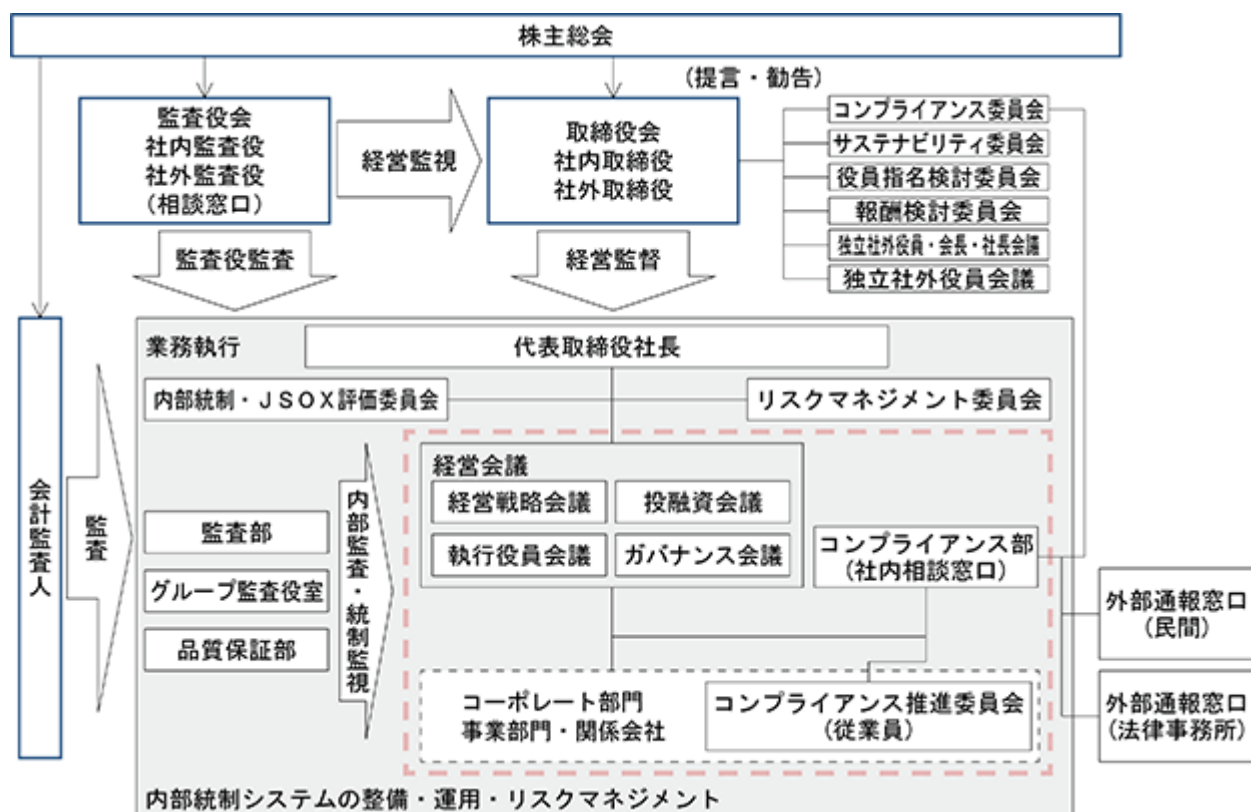 株主総会
(提言・勧告)
監査役会
社内監査役
社外監査役
(相談窓口)
経営監視
取締役会
社内取締役
社外取締役
コンプライアンス委員会
サステナビリティ委員会
役員指名検討委員会
報酬検討委員会
独立社外役員・会長・社長会議
独立社外役員会議
監査役監査
経営監督
会計監査人
監査
業務執行
代表取締役社長
内部統制・JSOX評価委員会
リスクマネジメント委員会
監査部
グループ監査役室
品質保証部
内部監査・統制監視
経営会議
経営戦略会議
投融資会議
執行役員会議
ガバナンス会議
コンプライアンス部
(社内相談窓口)
コーポレート部門
事業部門・関係会社
コンプライアンス推進委員会
(従業員)
外部通報窓口
(民間)
外部通報窓口
(法律事務所)
内部統制システムの整備・運用・リスクマネジメント